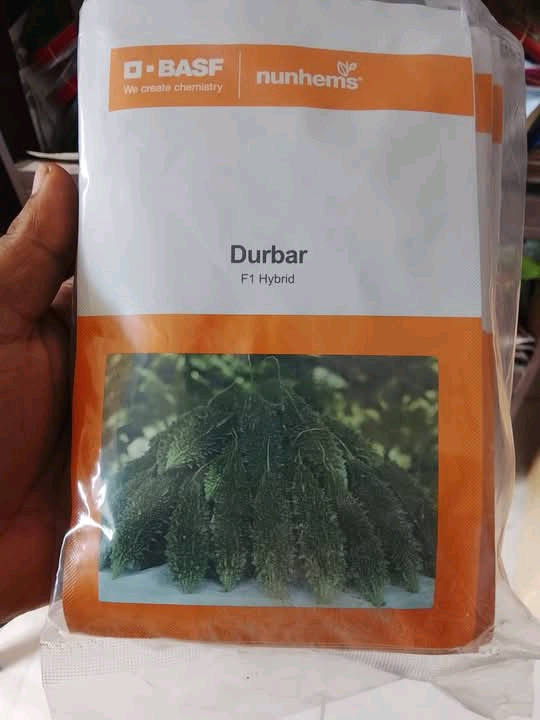 BASF
We create chemistry
nunhems®
Durbar
F1 Hybrid